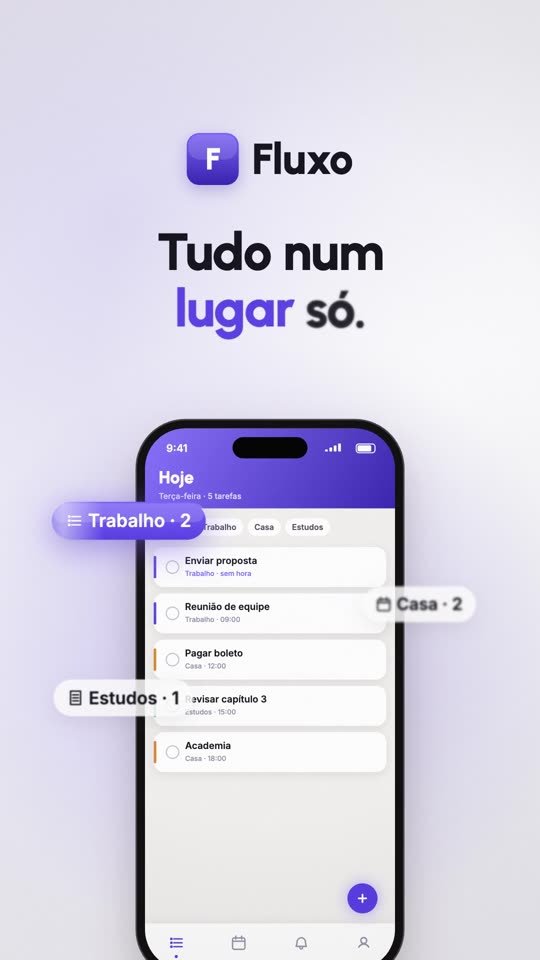 F Fluxo
Tudo num
lugar só.
9:41
Hoje
Terça-feira · 5 tarefas
Trabalho · 2
Trabalho
Casa
Estudos
Enviar proposta
Trabalho · sem hora
Reunião de equipe
Trabalho · 09:00
Casa · 2
Pagar boleto
Casa · 12:00
Estudos · 1
Revisar capítulo 3
Estudos · 15:00
Academia
Casa · 18:00